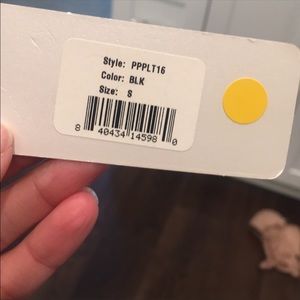 Style: PPPLT16
Color: BLK
Size: S
8 40434 14598 0